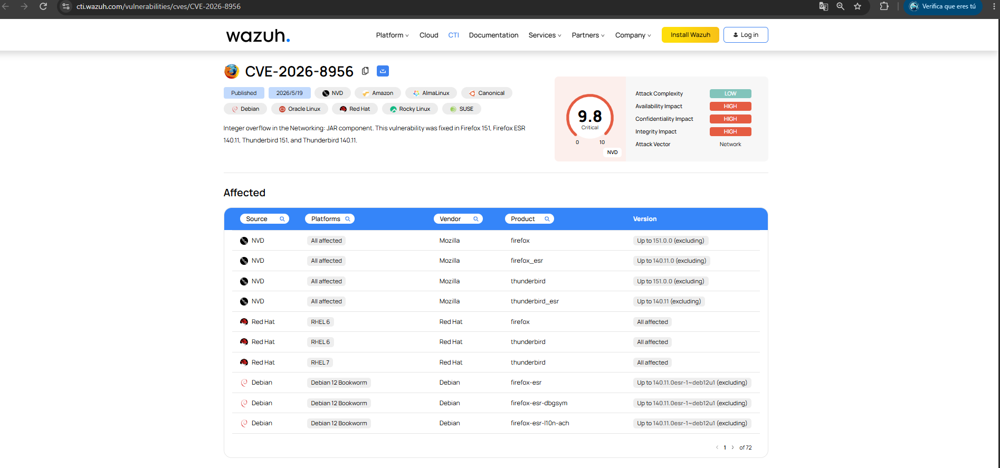 cti.wazuh.com/vulnerabilities/cves/CVE-2026-8956
Verifica que eres tú
wazuh.
Platform Cloud CTI Documentation Services Partners Company Install Wazuh Log in
CVE-2026-8956
Published 2026/5/19 NVD Amazon AlmaLinux Canonical
Debian Oracle Linux Red Hat Rocky Linux SUSE
Integer overflow in the Networking: JAR component. This vulnerability was fixed in Firefox 151, Firefox ESR
140.11, Thunderbird 151, and Thunderbird 140.11.
9.8
Critical
0 10
NVD
Attack Complexity LOW
Availability Impact HIGH
Confidentiality Impact HIGH
Integrity Impact HIGH
Attack Vector Network
Affected
Source Platforms Vendor Product Version
NVD All affected Mozilla firefox Up to 151.0.0 (excluding)
NVD All affected Mozilla firefox_esr Up to 140.11.0 (excluding)
NVD All affected Mozilla thunderbird Up to 151.0.0 (excluding)
NVD All affected Mozilla thunderbird_esr Up to 140.11 (excluding)
Red Hat RHEL 6 Red Hat firefox All affected
Red Hat RHEL 6 Red Hat thunderbird All affected
Red Hat RHEL 7 Red Hat thunderbird All affected
Debian Debian 12 Bookworm Debian firefox-esr Up to 140.11.0esr-1~deb12u1 (excluding)
Debian Debian 12 Bookworm Debian firefox-esr-dbgsym Up to 140.11.0esr-1~deb12u1 (excluding)
Debian Debian 12 Bookworm Debian firefox-esr-l10n-ach Up to 140.11.0esr-1~deb12u1 (excluding)
1 of 72